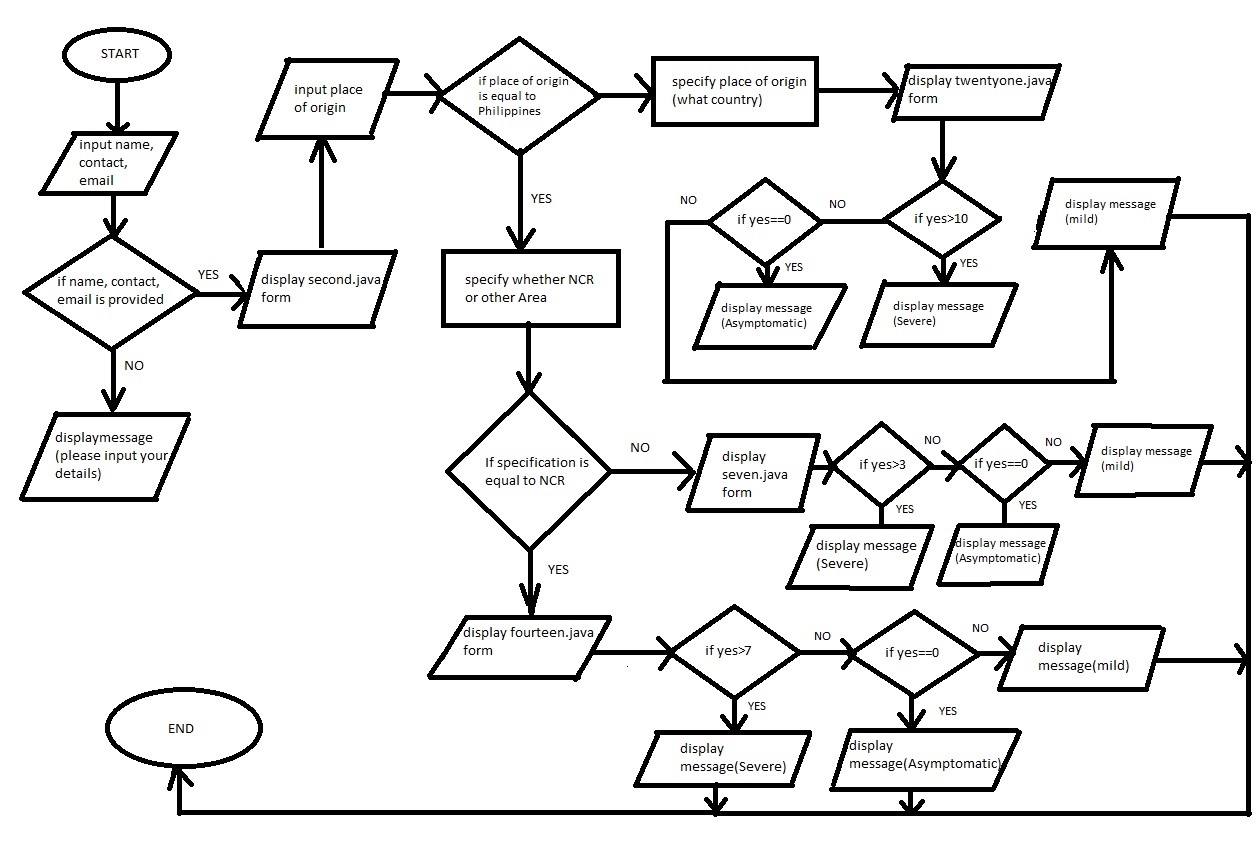 START
input name,
contact,
email
if name, contact,
email is provided
YES
NO
displaymessage
(please input your
details)
display second.java
form
input place
of origin
if place of origin
is equal to
Philippines
YES
specify place of origin
(what country)
display twentyone.java
form
if yes>10
NO
YES
display message
(Severe)
if yes==0
NO
YES
display message
(Asymptomatic)
display message
(mild)
specify whether NCR
or other Area
If specification is
equal to NCR
NO
YES
display
seven.java
form
if yes>3
NO
YES
display message
(Severe)
if yes==0
NO
YES
display message
(Asymptomatic)
display message
(mild)
display fourteen.java
form
if yes>7
NO
YES
display
message(Severe)
if yes==0
NO
YES
display
message(Asymptomatic)
display
message(mild)
END